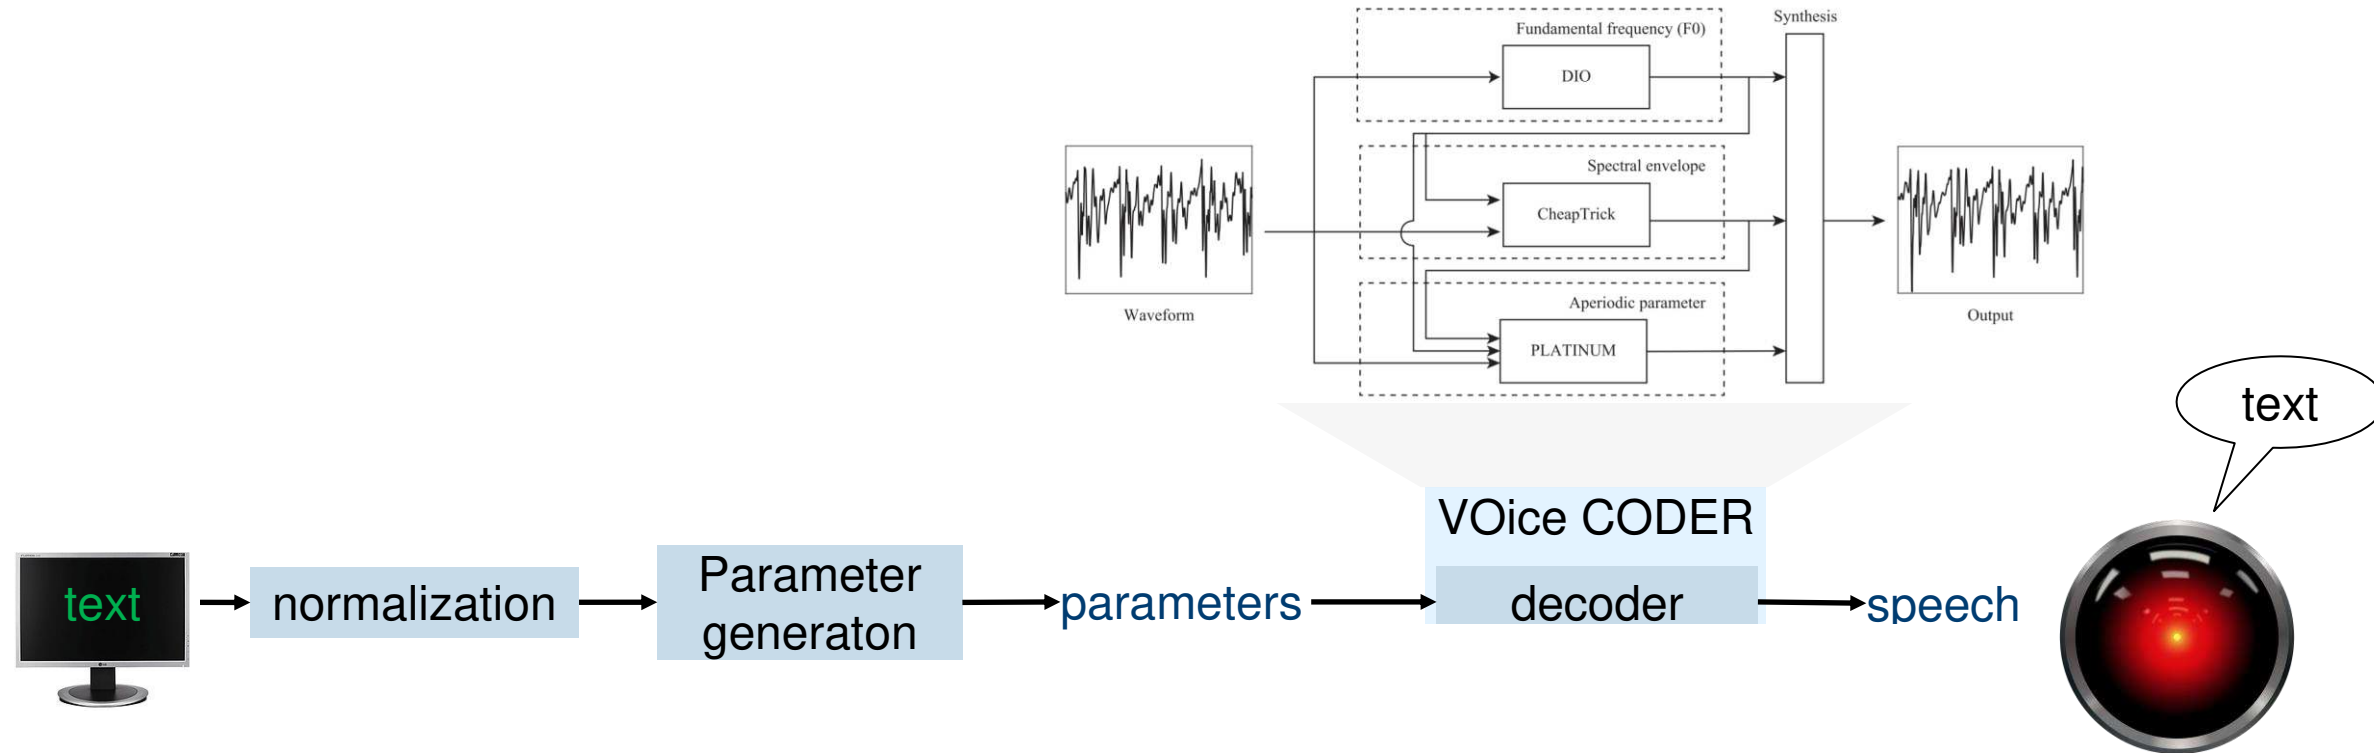 Synthesis
Fundamental frequency (F0)
DIO
Spectral envelope
CheapTrick
Aperiodic parameter
PLATINUM
Waveform
Output
text
VOice CODER
text
normalization
Parameter
generaton
parameters
decoder
speech